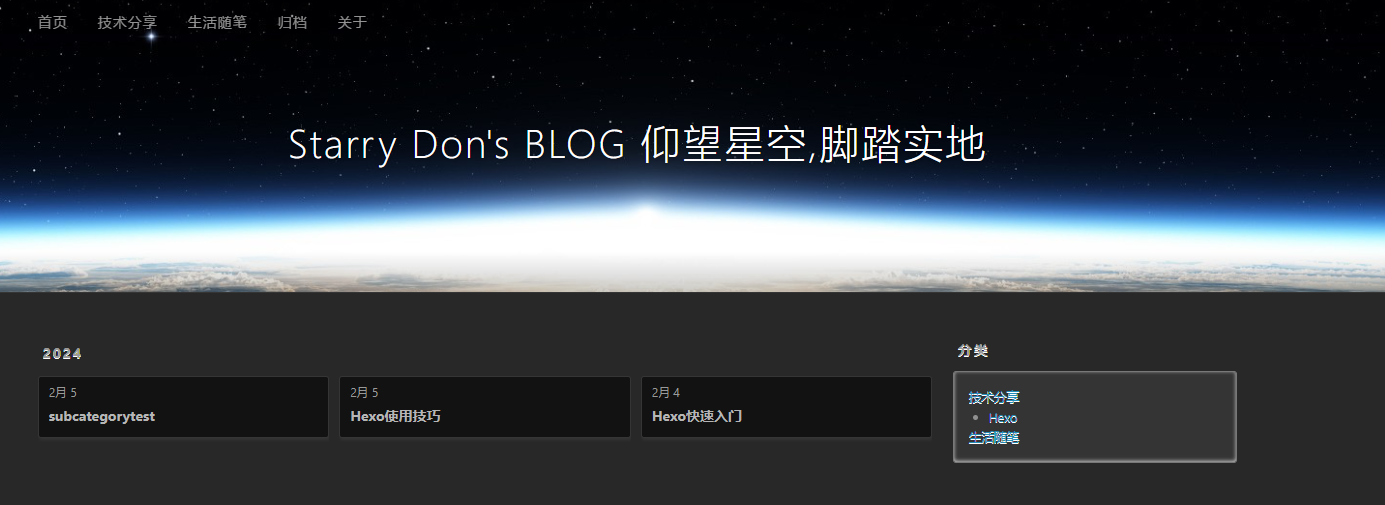 首页 技术分享 生活随笔 归档 关于
Starry Don's BLOG 仰望星空,脚踏实地
2024
2月 5
subcategorytest
2月 5
Hexo使用技巧
2月 4
Hexo快速入门
分类
技术分享
Hexo
生活随笔